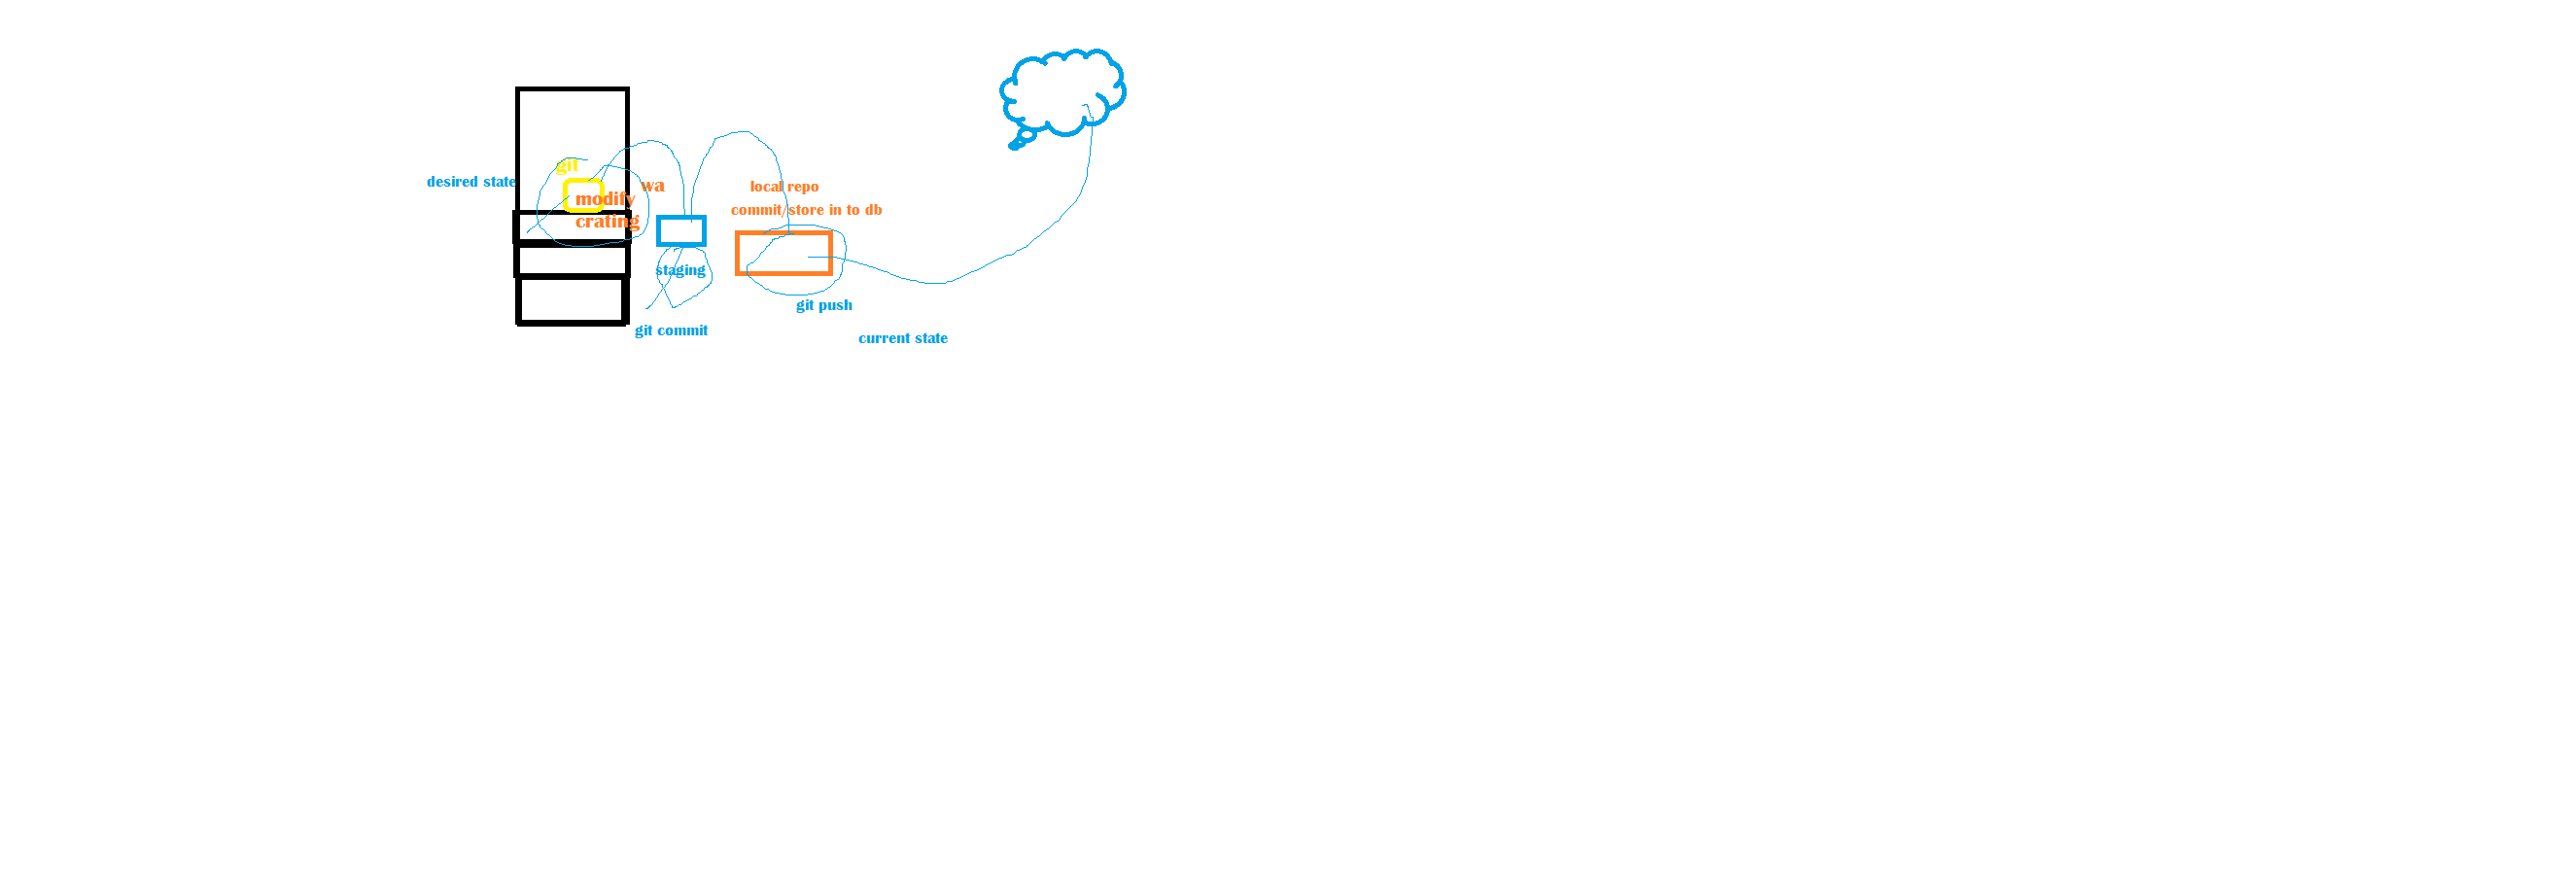 git
desired state
wa
modify
crating
local repo
commit/store in to db
staging
git commit
git push
current state